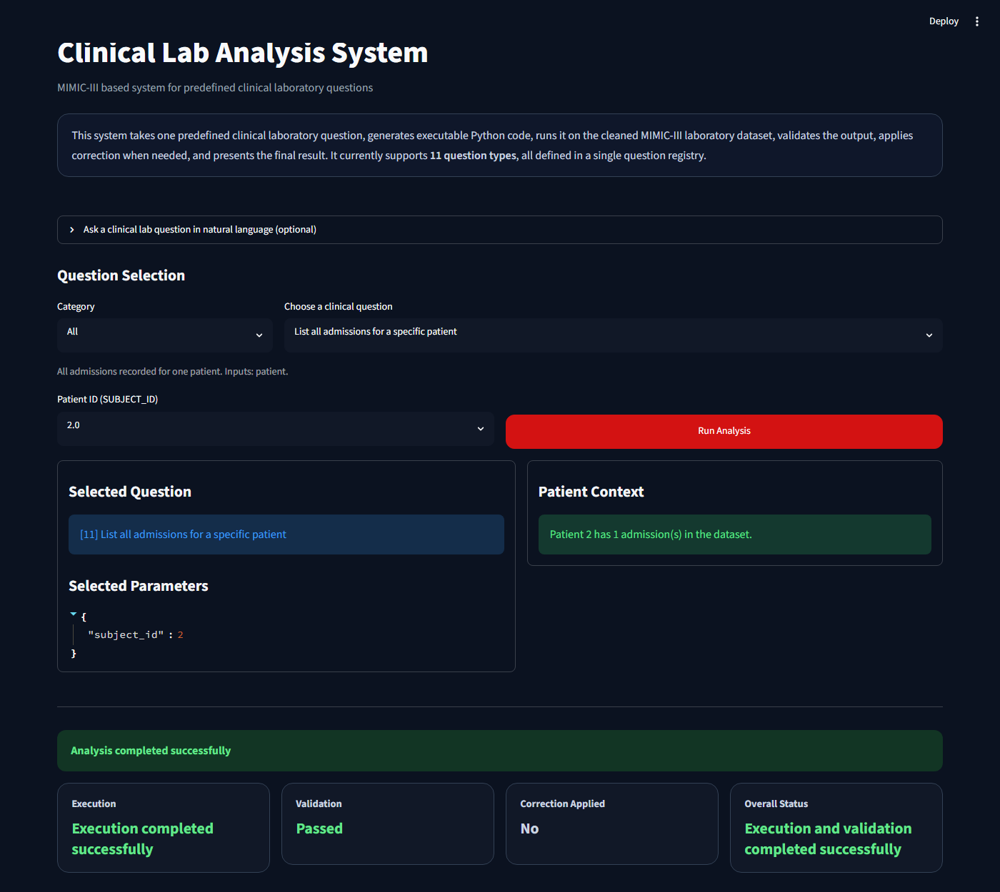 Deploy
Clinical Lab Analysis System
MIMIC-III based system for predefined clinical laboratory questions
This system takes one predefined clinical laboratory question, generates executable Python code, runs it on the cleaned MIMIC-III laboratory dataset, validates the output, applies
correction when needed, and presents the final result. It currently supports 11 question types, all defined in a single question registry.
Ask a clinical lab question in natural language (optional)
Question Selection
Category
Choose a clinical question
All
List all admissions for a specific patient
All admissions recorded for one patient. Inputs: patient.
Patient ID (SUBJECT_ID)
2.0
Run Analysis
Selected Question
[11] List all admissions for a specific patient
Selected Parameters
{
"subject_id" : 2
}
Patient Context
Patient 2 has 1 admission(s) in the dataset.
Analysis completed successfully
Execution
Execution completed
successfully
Validation
Passed
Correction Applied
No
Overall Status
Execution and validation
completed successfully